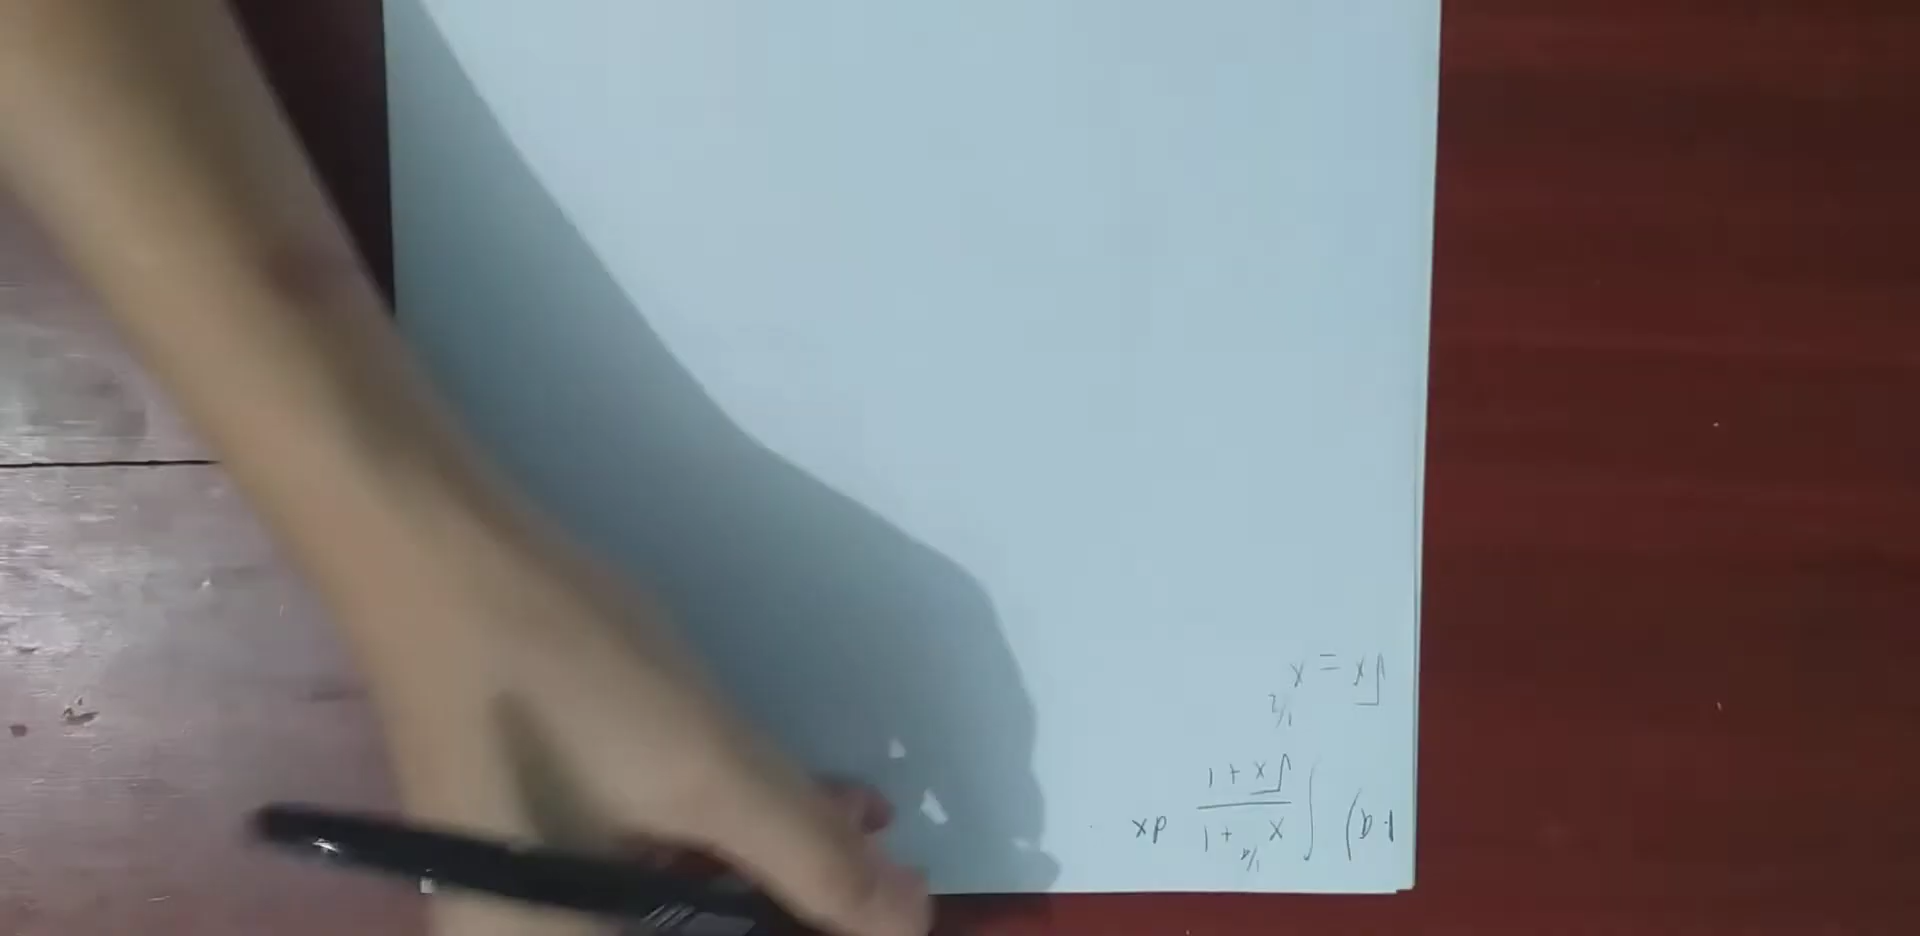 1. a) ∫ (x^{1/4} + 1)/(√x + 1) dx
√x = x^{1/2}